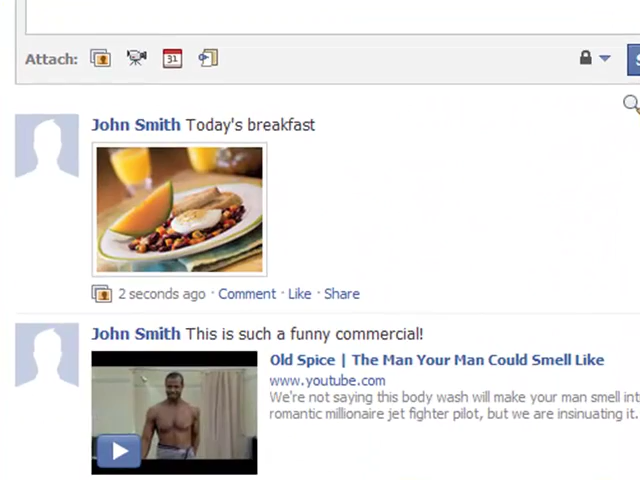 Attach:
31
John Smith Today's breakfast
2 seconds ago · Comment · Like · Share
John Smith This is such a funny commercial!
Old Spice | The Man Your Man Could Smell Like
www.youtube.com
We're not saying this body wash will make your man smell int
romantic millionaire jet fighter pilot, but we are insinuating it.